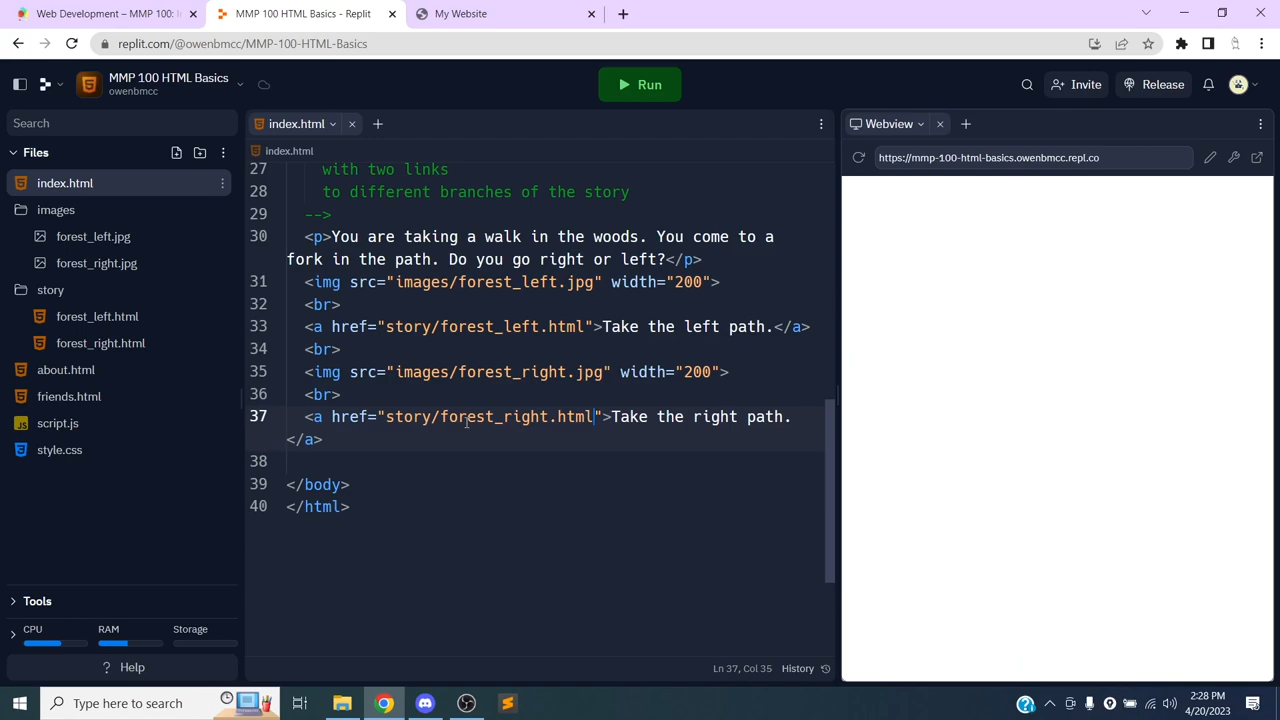 Web Development – MMP 100: I
MMP 100 HTML Basics - Replit
My Website
replit.com/@owenbmcc/MMP-100-HTML-Basics
MMP 100 HTML Basics
owenbmcc
Run
Invite
Release
Search
Files
index.html
images
forest_left.jpg
forest_right.jpg
story
forest_left.html
forest_right.html
about.html
friends.html
script.js
style.css
Tools
CPU
RAM
Storage
? Help
index.html
index.html
27 with two links
28 to different branches of the story
29 -->
30 <p>You are taking a walk in the woods. You come to a
fork in the path. Do you go right or left?</p>
31 <img src="images/forest_left.jpg" width="200">
32 <br>
33 <a href="story/forest_left.html">Take the left path.</a>
34 <br>
35 <img src="images/forest_right.jpg" width="200">
36 <br>
37 <a href="story/forest_right.html">Take the right path.
</a>
38
39 </body>
40 </html>
Ln 37, Col 35
History
Webview
https://mmp-100-html-basics.owenbmcc.repl.co
Type here to search
2:28 PM
4/20/2023